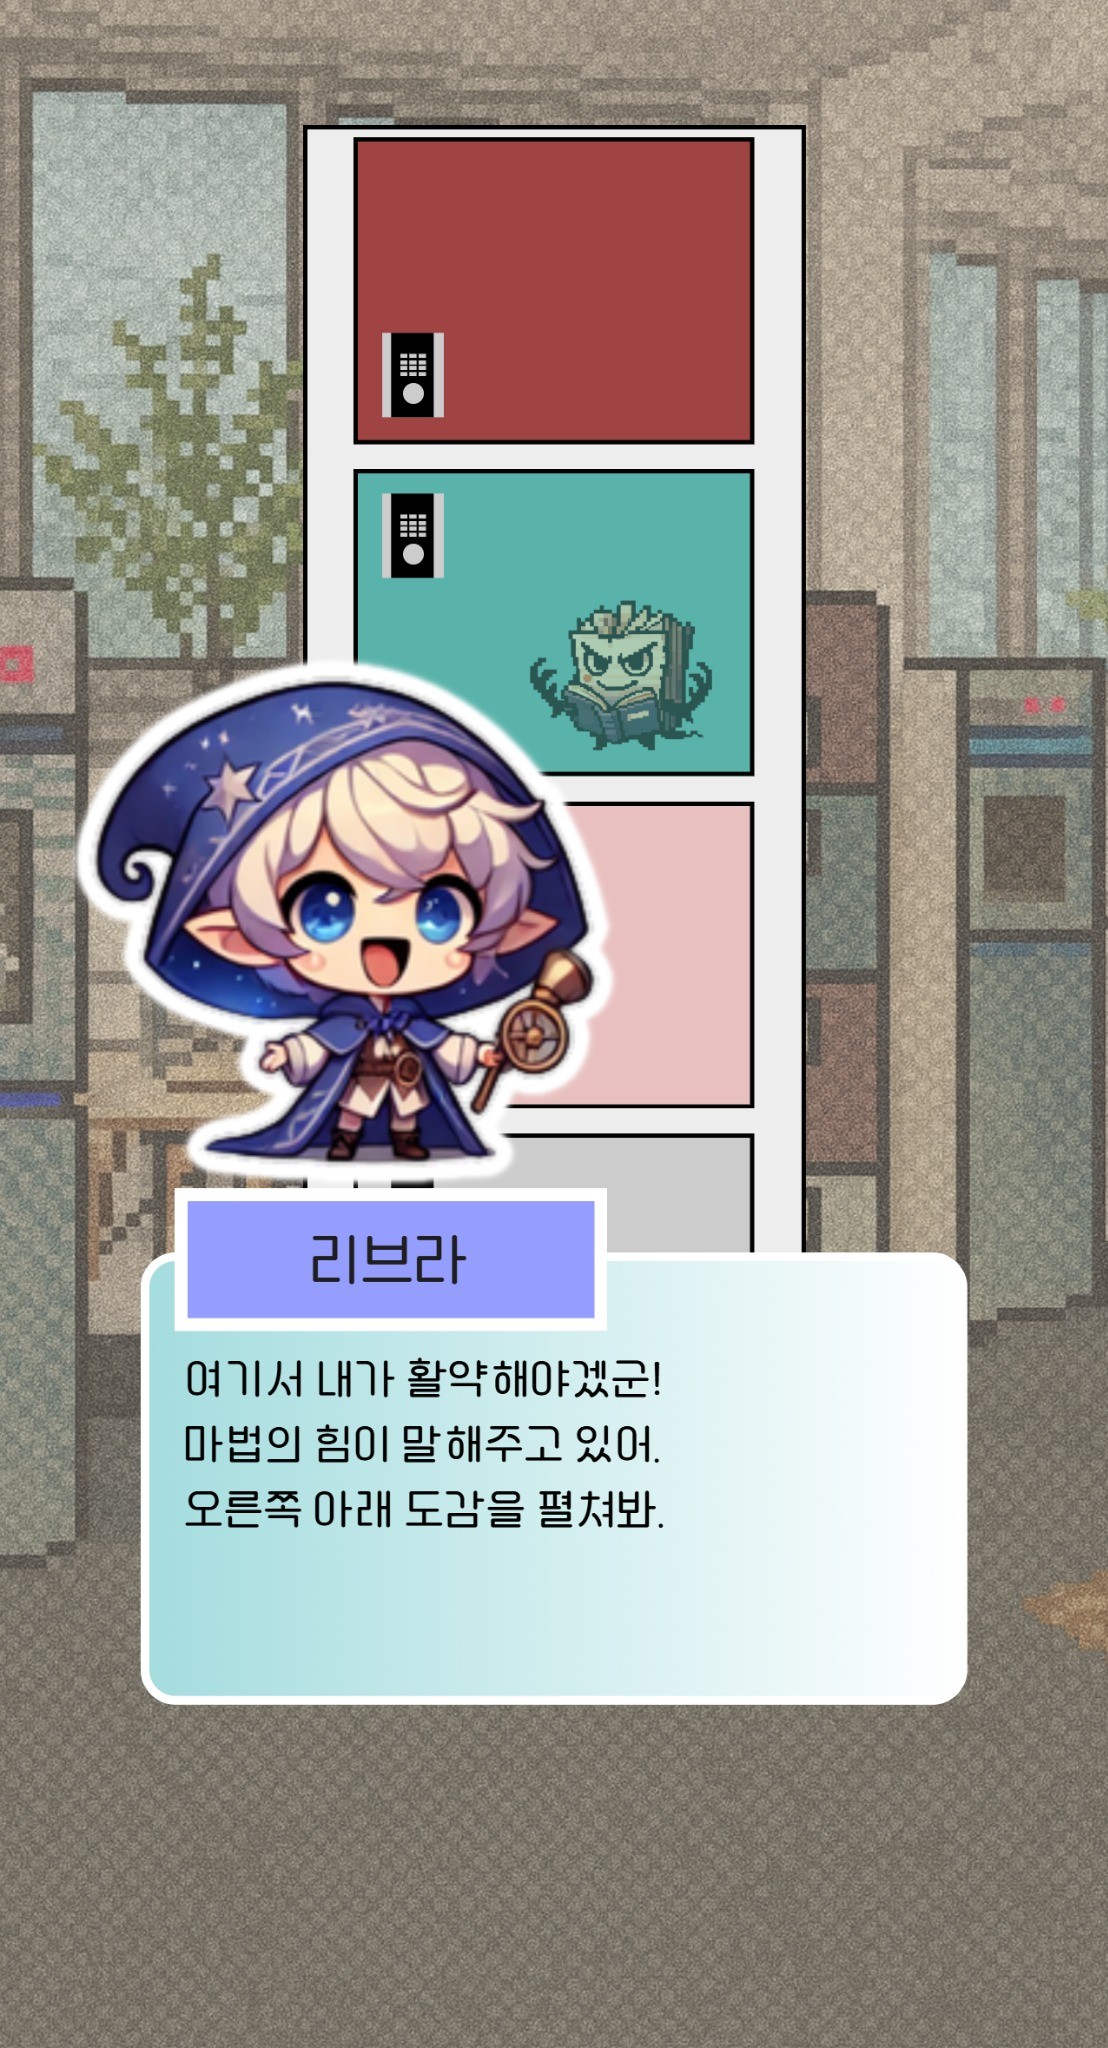 리브라
여기서 내가 활약해야겠군!
마법의 힘이 말해주고 있어.
오른쪽 아래 도감을 펼쳐봐.